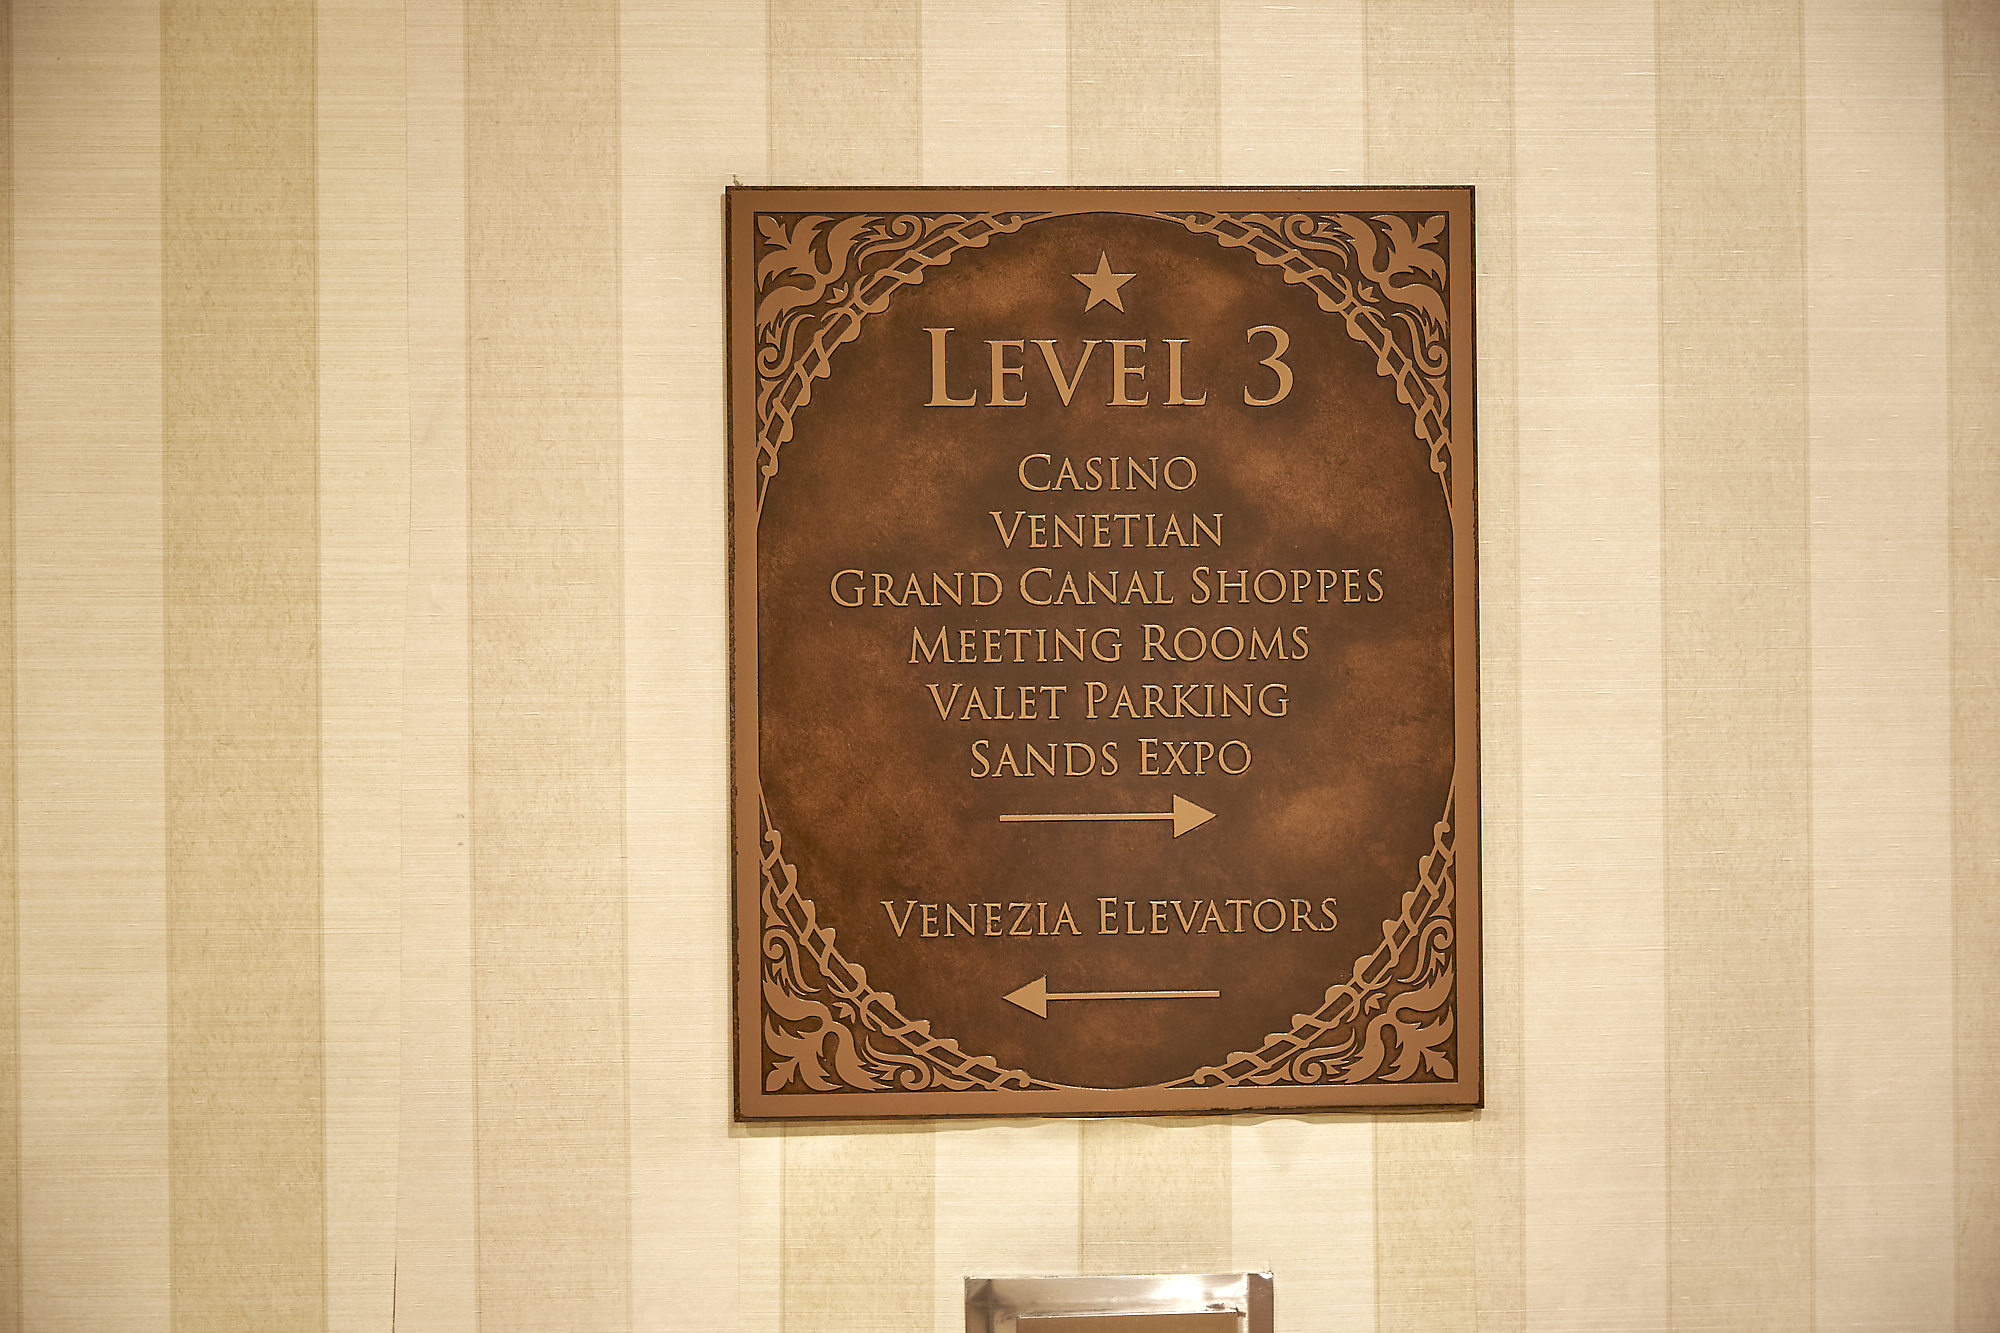 LEVEL 3
CASINO
VENETIAN
GRAND CANAL SHOPPES
MEETING ROOMS
VALET PARKING
SANDS EXPO
VENEZIA ELEVATORS